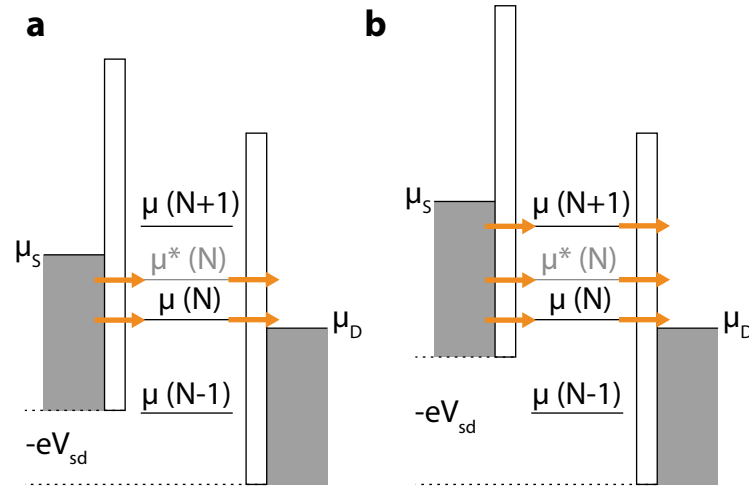 a
μS
μ (N+1)
μ* (N)
μ (N)
μD
μ (N-1)
-eVsd
b
μS
μ (N+1)
μ* (N)
μ (N)
μD
μ (N-1)
-eVsd